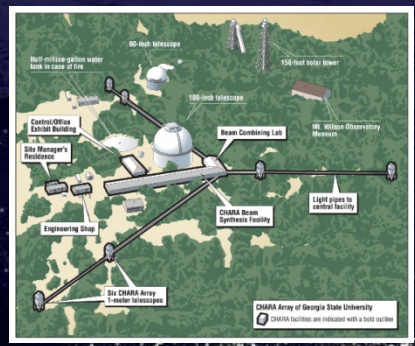 60-inch telescope
150-foot solar tower
Half-million-gallon water
tank in case of fire
100-inch telescope
Mt. Wilson Observatory
Museum
Control/Office
Exhibit Building
Beam Combining Lab
Site Manager's
Residence
Engineering Shop
CHARA Beam
Synthesis Facility
Light pipes to
central facility
Six CHARA Array
1-meter telescopes
CHARA Array of Georgia State University
CHARA facilities are indicated with a bold outline